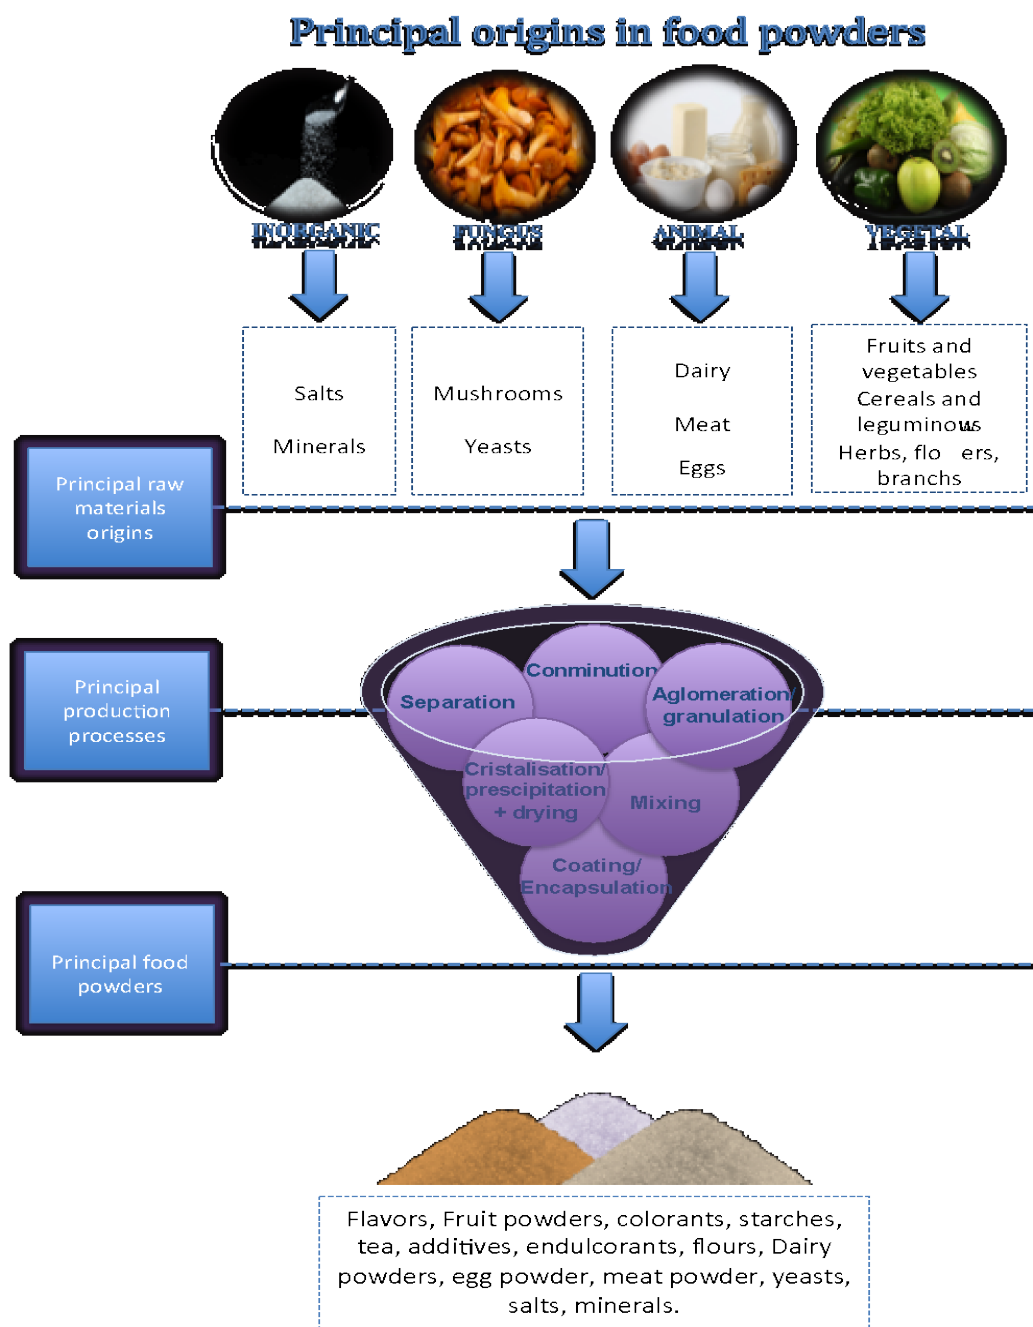 Principal origins in food powders
INORGANIC
FUNGUS
ANIMAL
VEGETAL
Salts
Minerals
Mushrooms
Yeasts
Dairy
Meat
Eggs
Fruits and
vegetables
Cereals and
leguminows
Herbs, flo ers,
branchs
Principal raw
materials
origins
Principal
production
processes
Separation
Conminution
Aglomeration/
granulation
Cristalisation/
prescipitation
+ drying
Mixing
Coating/
Encapsulation
Principal food
powders
Flavors, Fruit powders, colorants, starches,
tea, additives, endulcorants, flours, Dairy
powders, egg powder, meat powder, yeasts,
salts, minerals.